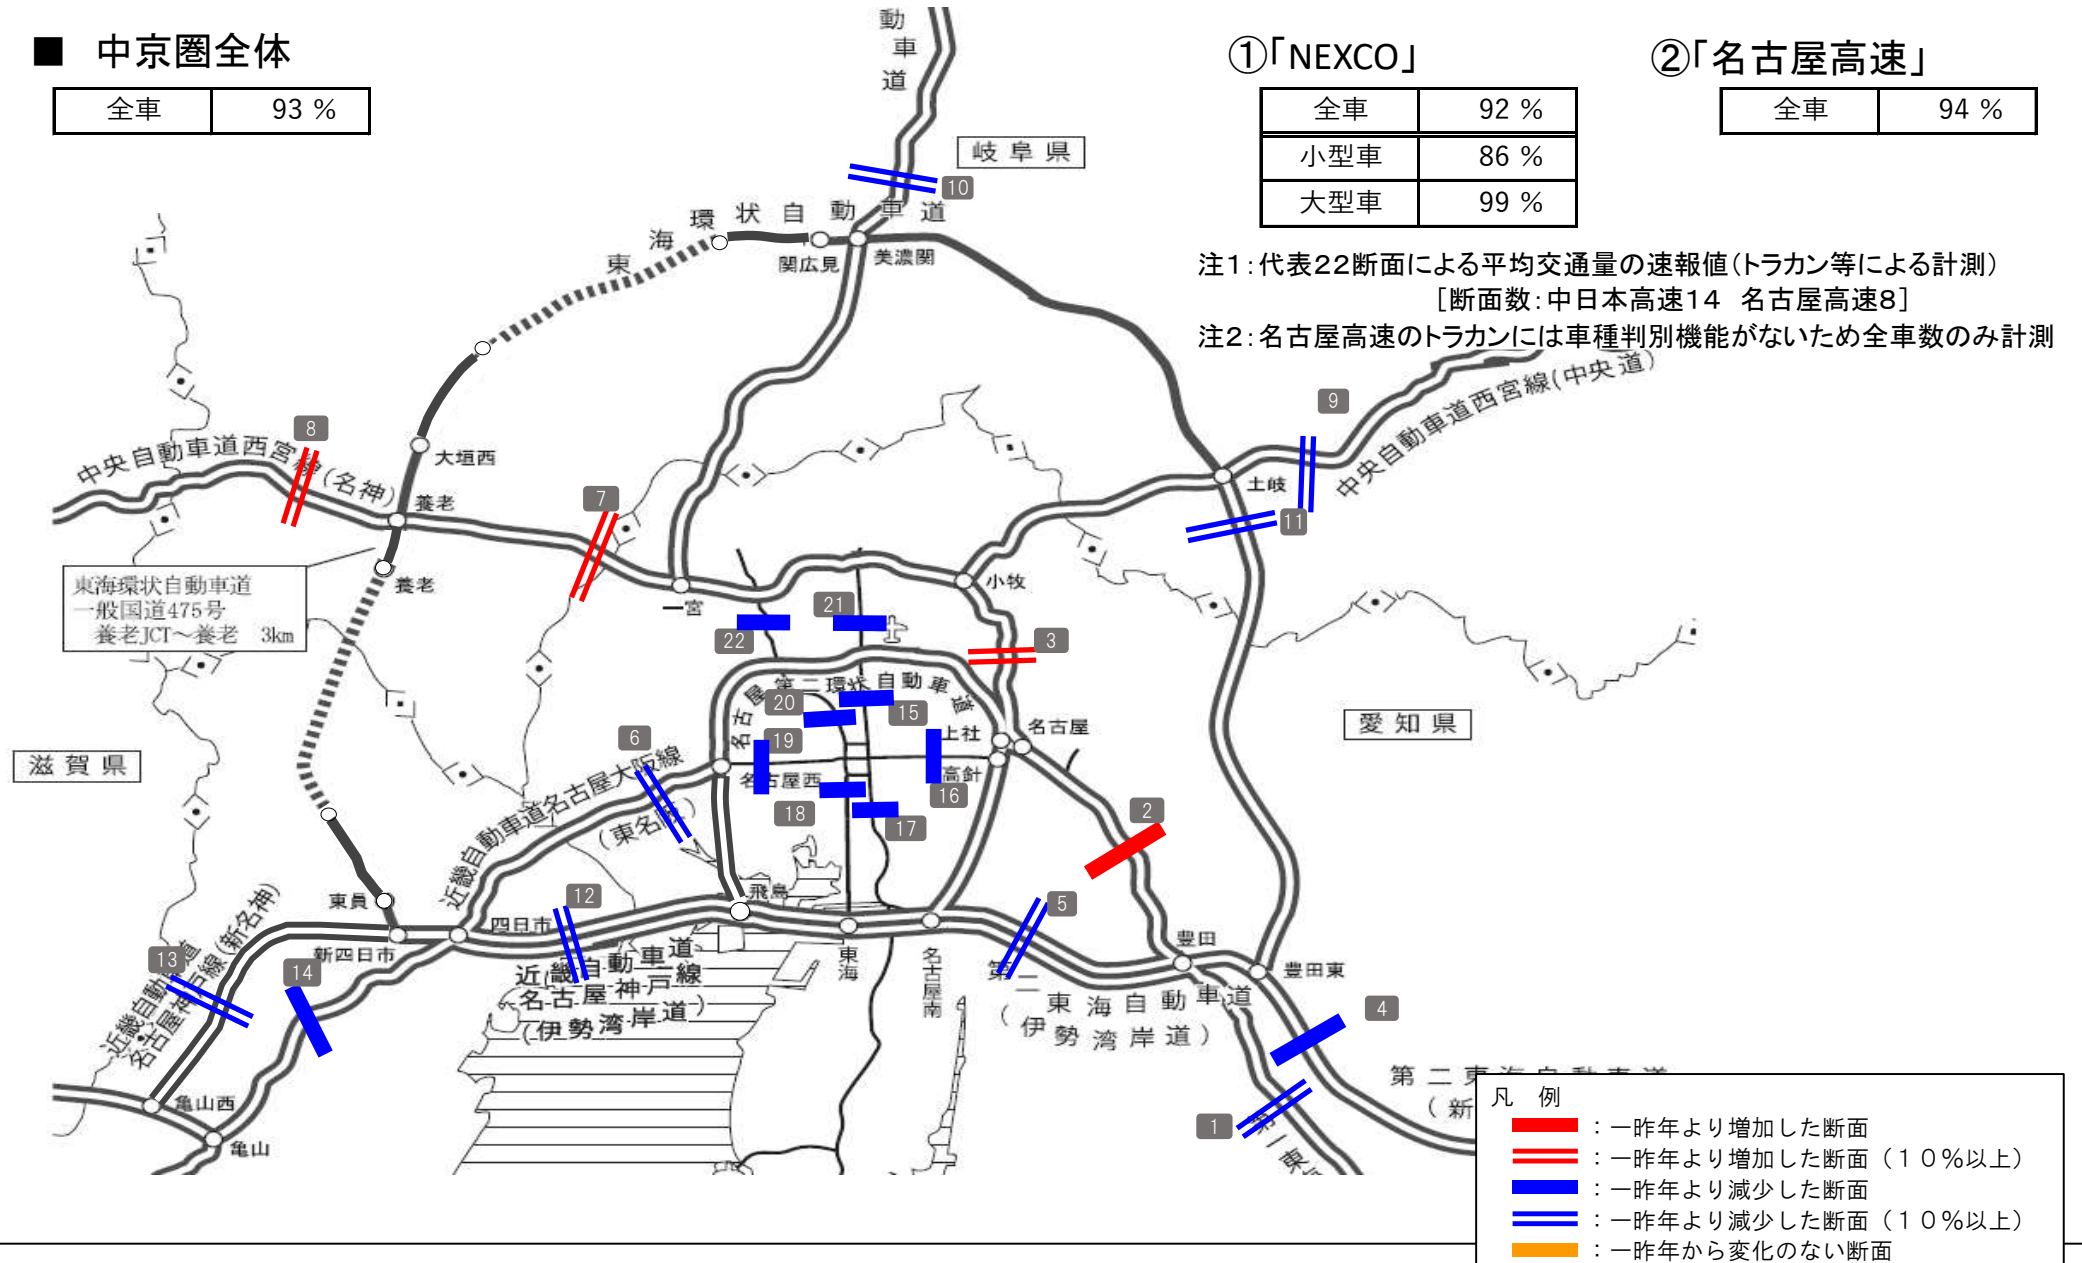 ■ 中京圏全体
全車 93 %
①「NEXCO」
全車 92 %
小型車 86 %
大型車 99 %
②「名古屋高速」
全車 94 %
注1：代表22断面による平均交通量の速報値（トラカン等による計測）
［断面数：中日本高速14 名古屋高速8］
注2：名古屋高速のトラカンには車種判別機能がないため全車数のみ計測
動車道
岐阜県
10
東海環状自動車道
関広見
美濃関
9
中央自動車道西宮線（中央道）
8
中央自動車道西宮線（名神）
大垣西
養老
7
土岐
11
東海環状自動車道
一般国道475号
養老JCT～養老 3km
養老
一宮
小牧
21
22
3
名古屋第二環状自動車道
20
15
愛知県
滋賀県
6
19
上社
名古屋
近畿自動車道名古屋大阪線
（東名阪）
名古屋西
高針
16
18
17
2
飛島
東員
12
5
四日市
新四日市
東海
名古屋南
豊田
豊田東
13
14
近畿自動車道
名古屋神戸線（新名神）
近畿自動車道
名古屋神戸線
（伊勢湾岸道）
第二東海自動車道
（伊勢湾岸道）
4
亀山西
亀山
1
第一東
第二東海自動車道
（新
凡 例
：一昨年より増加した断面
：一昨年より増加した断面（１０％以上）
：一昨年より減少した断面
：一昨年より減少した断面（１０％以上）
：一昨年から変化のない断面